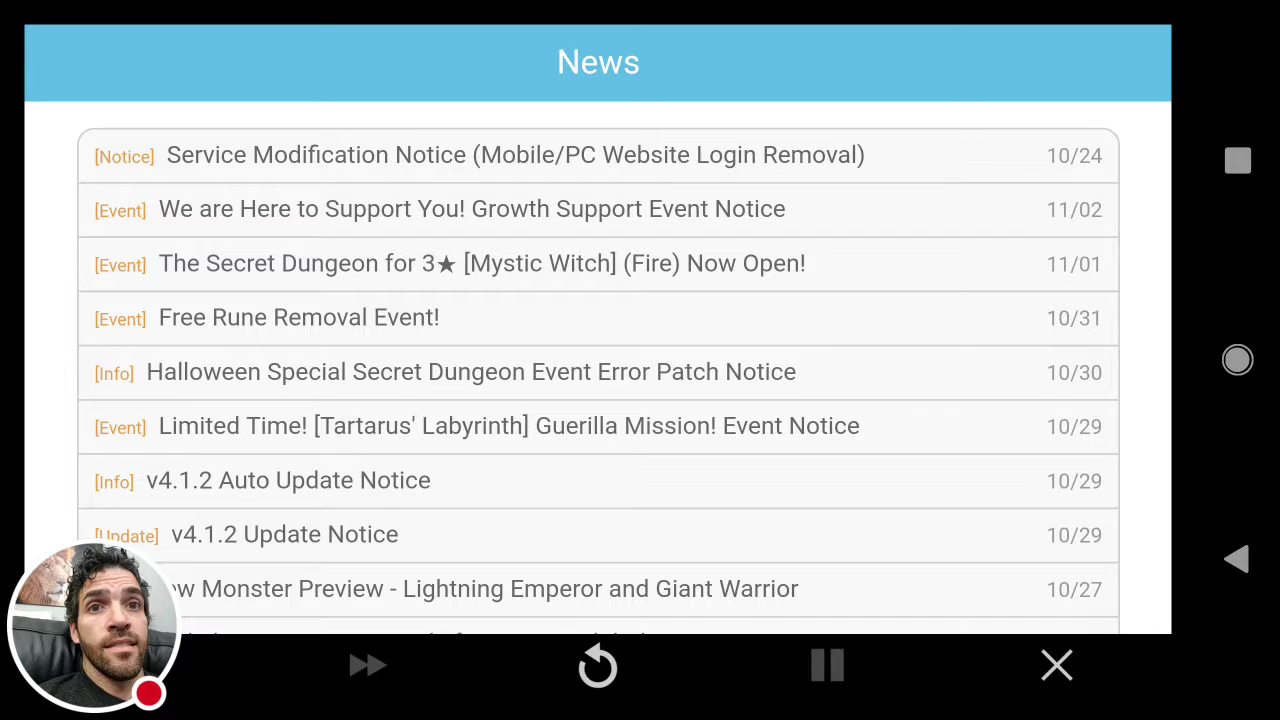 News
[Notice] Service Modification Notice (Mobile/PC Website Login Removal) 10/24
[Event] We are Here to Support You! Growth Support Event Notice 11/02
[Event] The Secret Dungeon for 3★ [Mystic Witch] (Fire) Now Open! 11/01
[Event] Free Rune Removal Event! 10/31
[Info] Halloween Special Secret Dungeon Event Error Patch Notice 10/30
[Event] Limited Time! [Tartarus' Labyrinth] Guerilla Mission! Event Notice 10/29
[Info] v4.1.2 Auto Update Notice 10/29
[Update] v4.1.2 Update Notice 10/29
Monster Preview - Lightning Emperor and Giant Warrior 10/27